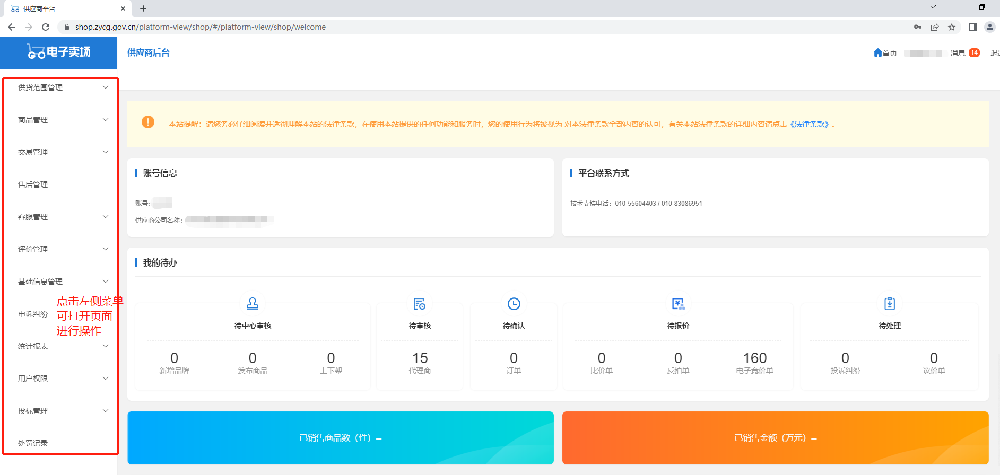 供应商平台
shop.zycg.gov.cn/platform-view/shop/#/platform-view/shop/welcome
GC电子卖场
供应商后台
首页 消息 14 退出
供货范围管理
商品管理
交易管理
售后管理
客服管理
评价管理
基础信息管理
申诉纠纷
统计报表
用户权限
投标管理
处罚记录
点击左侧菜单
可打开页面
进行操作
本站提醒：请您务必仔细阅读并透彻理解本站的法律条款，在使用本站提供的任何功能和服务时，您的使用行为将被视为 对本法律条款全部内容的认可，有关本站法律条款的详细内容请点击《法律条款》。
账号信息
账号：
供应商公司名称：
平台联系方式
技术支持电话：010-55604403 / 010-83086951
我的待办
待中心审核
0 0 0
新增品牌 发布商品 上下架
待审核
15
代理商
待确认
0
订单
待报价
0 0 160
比价单 反拍单 电子竞价单
待处理
0 0
投诉纠纷 议价单
已销售商品数（件） –
已销售金额（万元） –